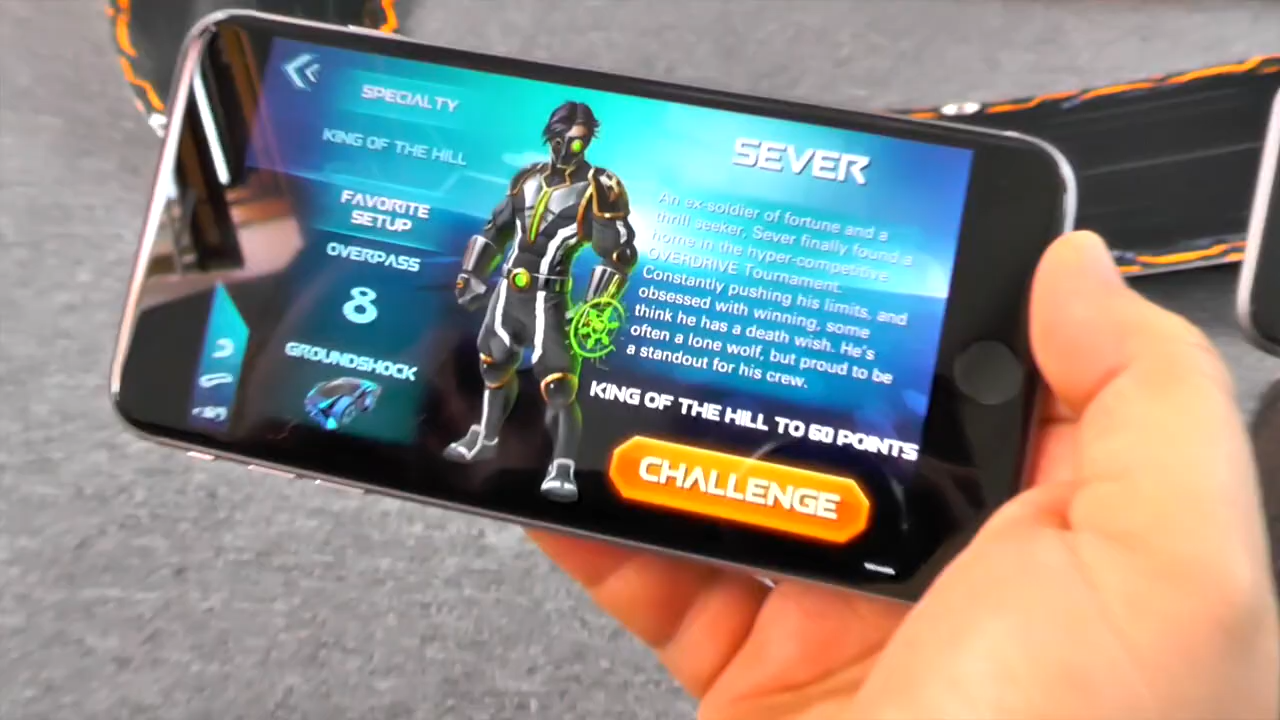 SPECIALTY
KING OF THE HILL
FAVORITE
SETUP
OVERPASS
8
GROUNDSHOCK
SEVER
An ex-soldier of fortune and a
thrill seeker, Sever finally found a
home in the hyper-competitive
OVERDRIVE Tournament.
Constantly pushing his limits, and
obsessed with winning, some
think he has a death wish. He's
often a lone wolf, but proud to be
a standout for his crew.
KING OF THE HILL TO 60 POINTS
CHALLENGE